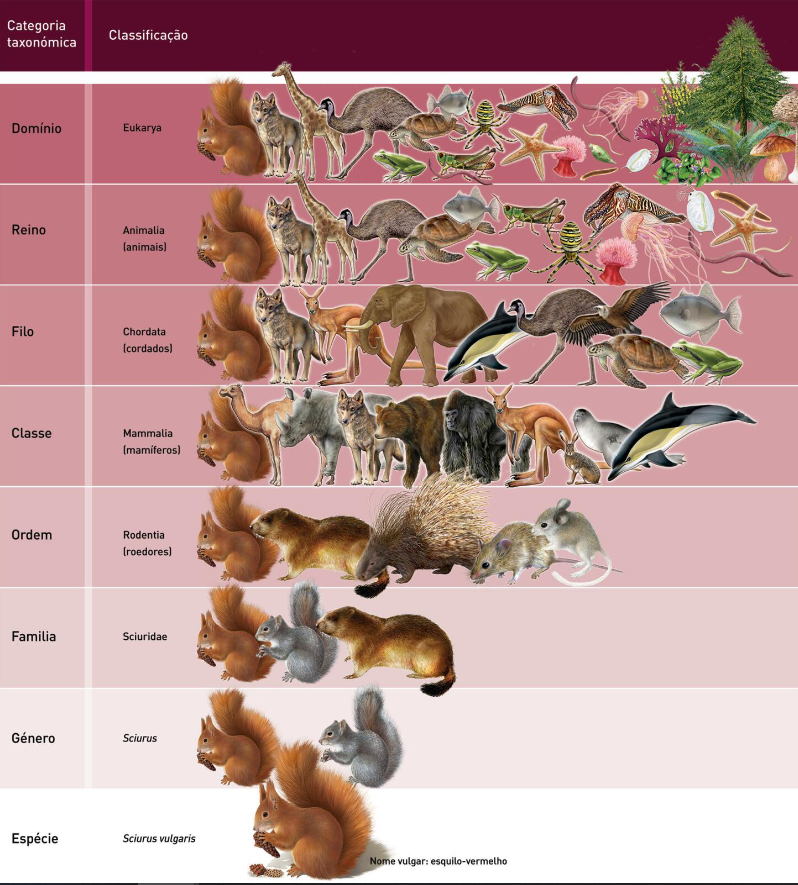 Categoria
taxonómica
Classificação
Domínio
Eukarya
Reino
Animalia
(animais)
Filo
Chordata
(cordados)
Classe
Mammalia
(mamíferos)
Ordem
Rodentia
(roedores)
Familia
Sciuridae
Género
Sciurus
Espécie
Sciurus vulgaris
Nome vulgar: esquilo-vermelho